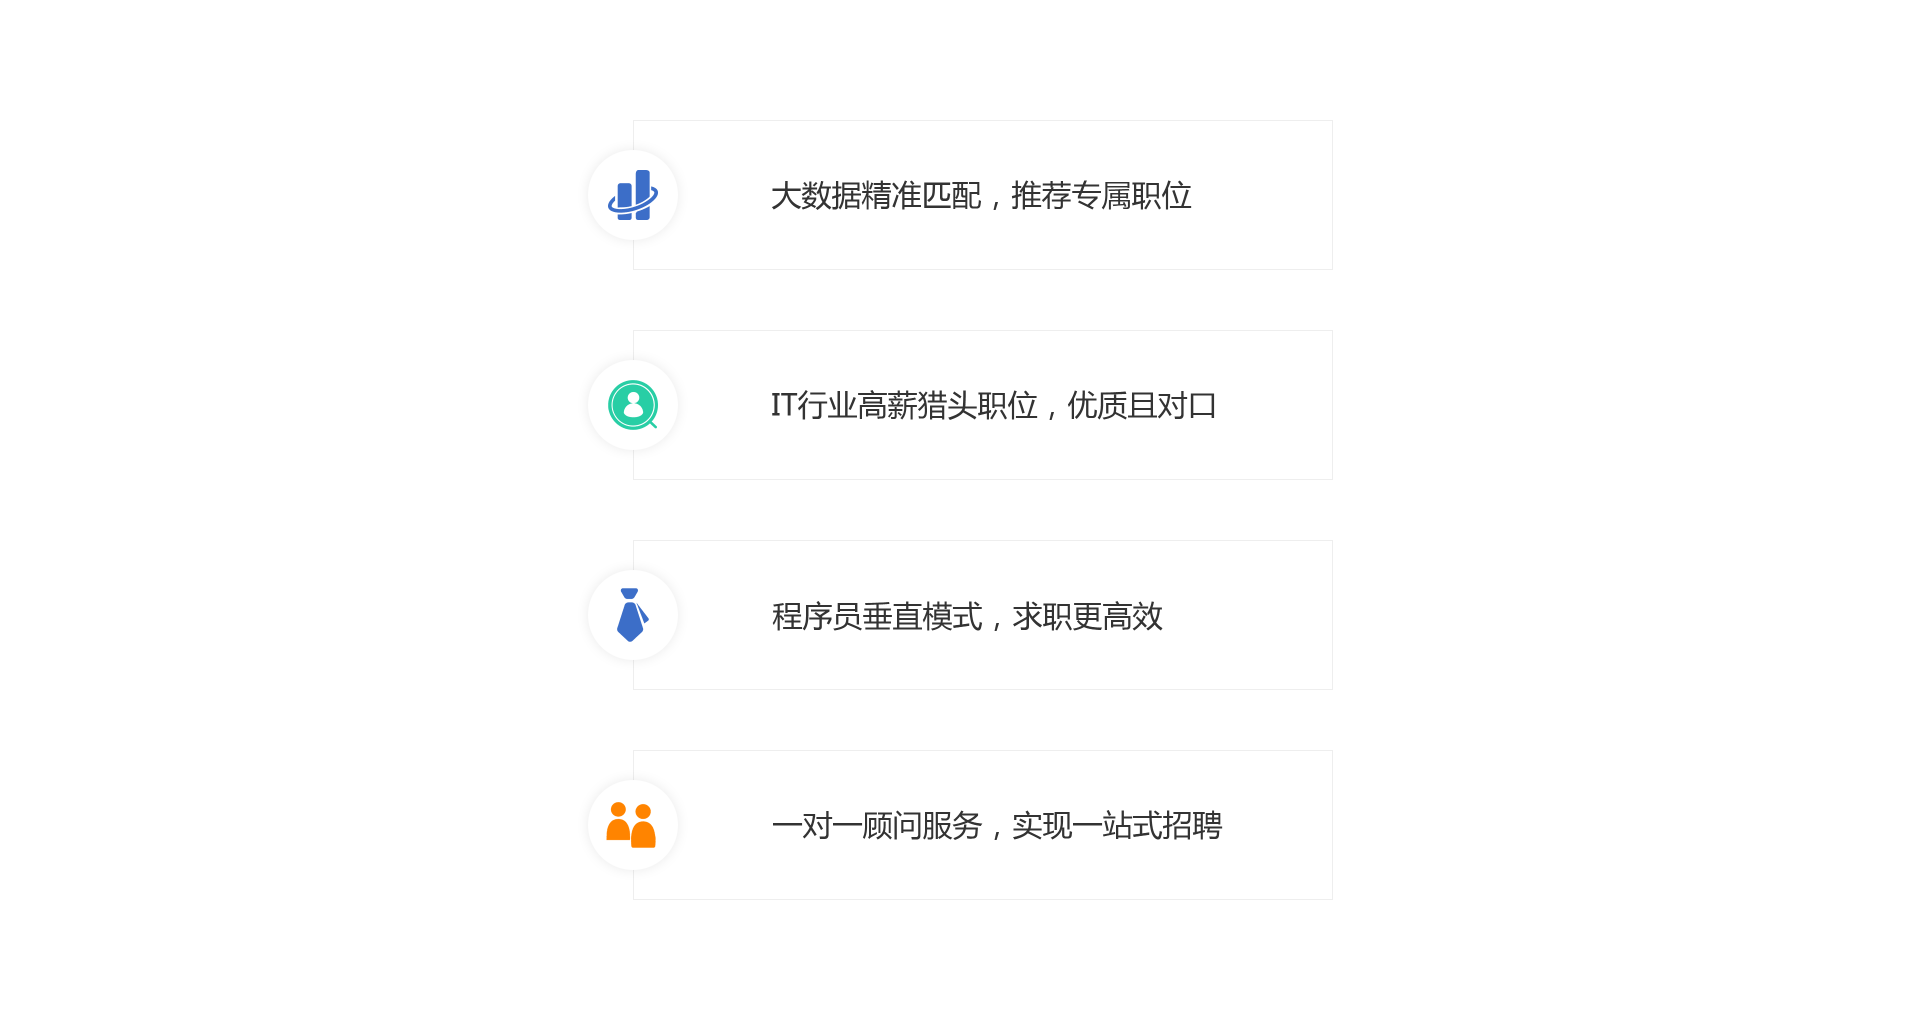 大数据精准匹配，推荐专属职位
IT行业高薪猎头职位，优质且对口
程序员垂直模式，求职更高效
一对一顾问服务，实现一站式招聘